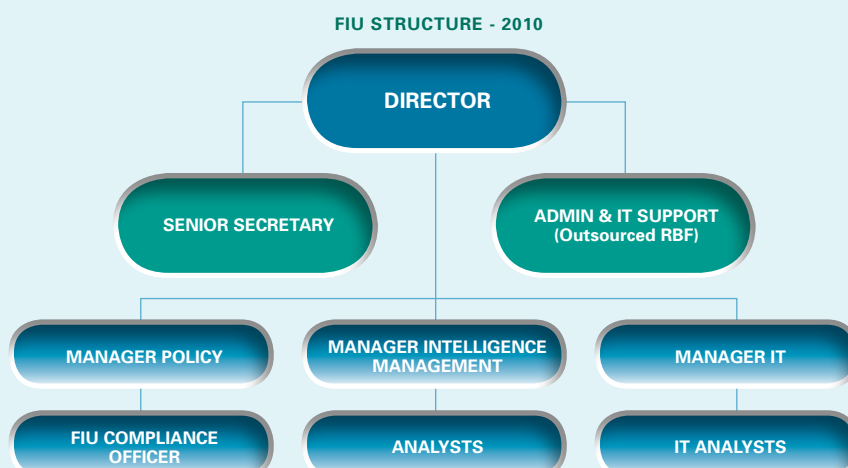 FIU STRUCTURE - 2010
DIRECTOR
SENIOR SECRETARY
ADMIN & IT SUPPORT
(Outsourced RBF)
MANAGER POLICY
MANAGER INTELLIGENCE
MANAGEMENT
MANAGER IT
FIU COMPLIANCE
OFFICER
ANALYSTS
IT ANALYSTS